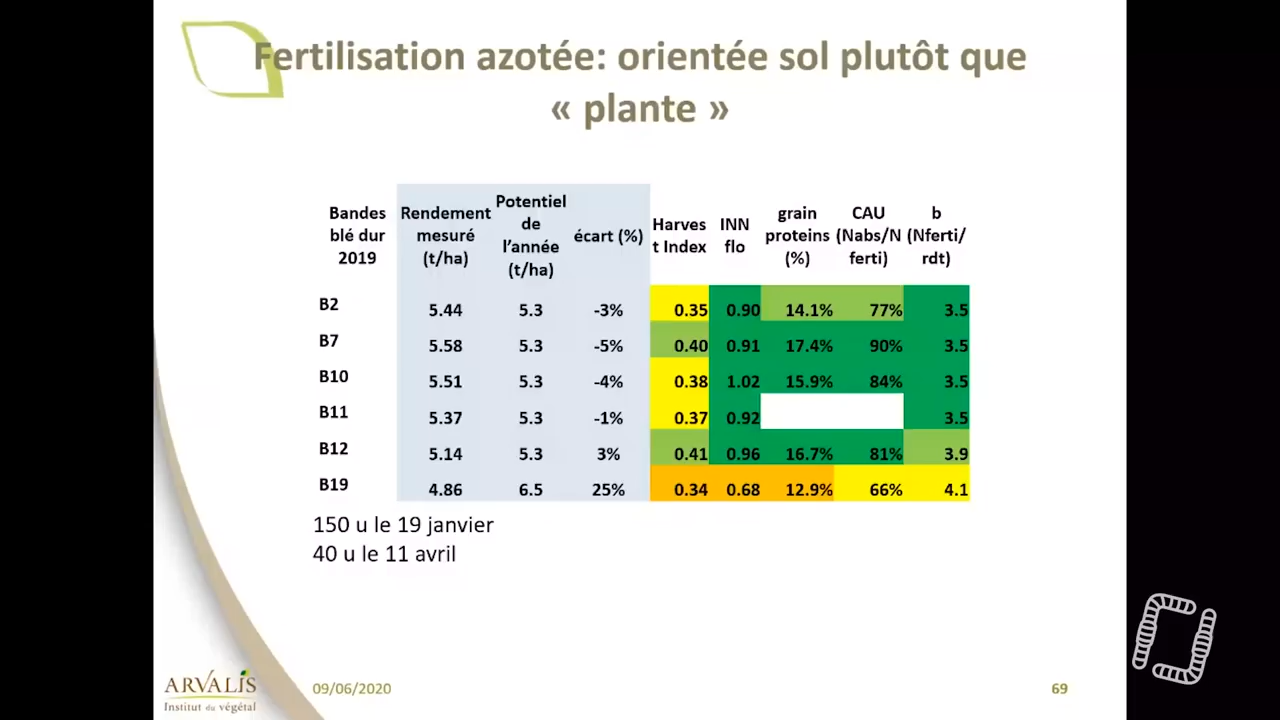 Fertilisation azotée: orientée sol plutôt que
« plante »
Bandes
blé dur
2019
Rendement
mesuré
(t/ha)
Potentiel
de
l’année
(t/ha)
écart (%)
Harves
t Index
INN
flo
grain
proteins
(%)
CAU
(Nabs/N
ferti)
b
(Nferti/
rdt)
B2 5.44 5.3 -3% 0.35 0.90 14.1% 77% 3.5
B7 5.58 5.3 -5% 0.40 0.91 17.4% 90% 3.5
B10 5.51 5.3 -4% 0.38 1.02 15.9% 84% 3.5
B11 5.37 5.3 -1% 0.37 0.92 3.5
B12 5.14 5.3 3% 0.41 0.96 16.7% 81% 3.9
B19 4.86 6.5 25% 0.34 0.68 12.9% 66% 4.1
150 u le 19 janvier
40 u le 11 avril
ARVALIS
Institut du végétal
09/06/2020
69